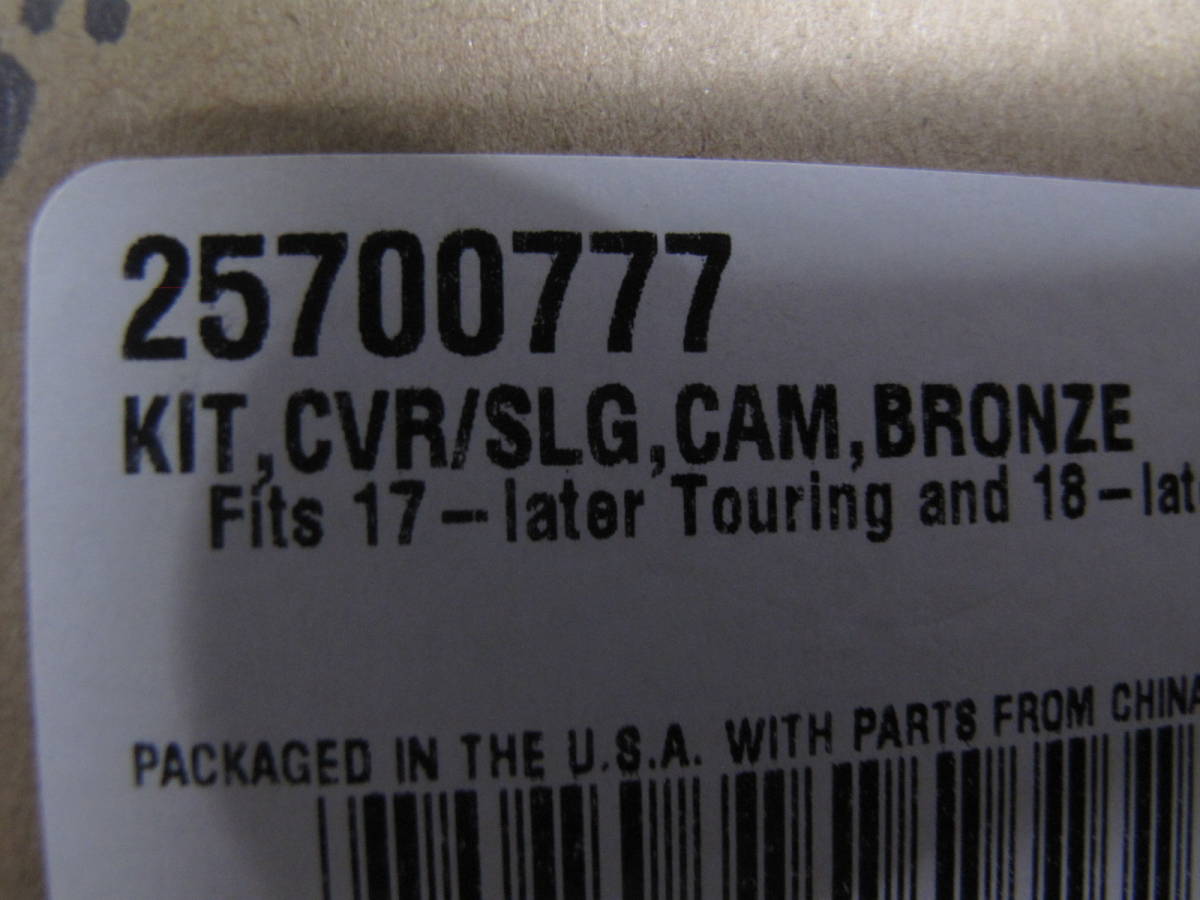 25700777
KIT,CVR/SLG,CAM,BRONZE
Fits 17-later Touring and 18-lat
PACKAGED IN THE U.S.A. WITH PARTS FROM CHINA